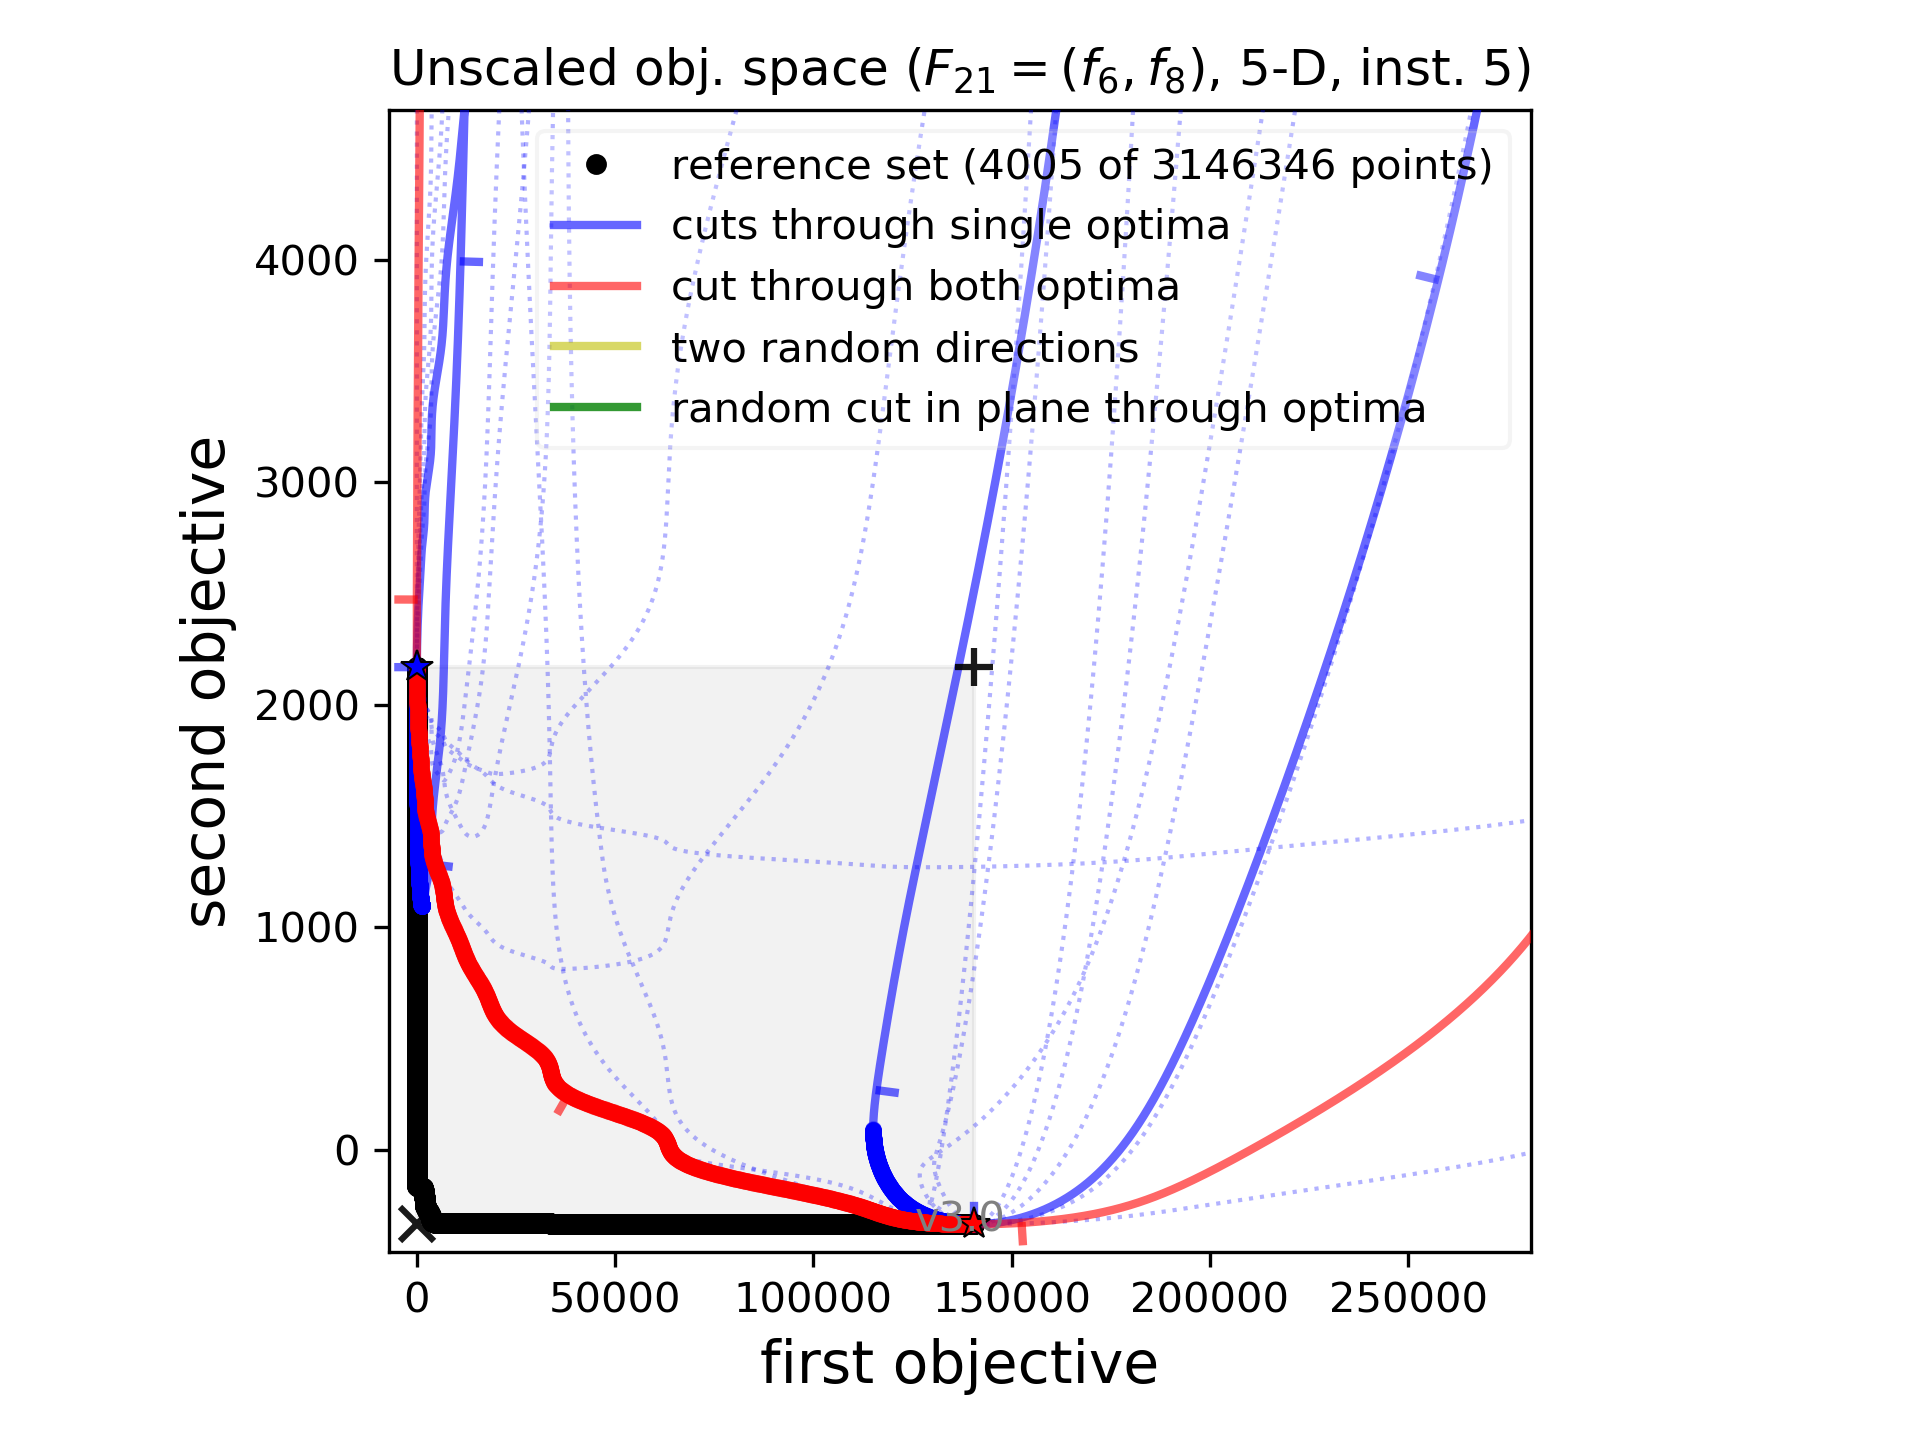 Unscaled obj. space (F₂₁ = (f₆, f₈), 5-D, inst. 5)
reference set (4005 of 3146346 points)
cuts through single optima
cut through both optima
two random directions
random cut in plane through optima
4000
3000
2000
1000
0
second objective
v3.0
0 50000 100000 150000 200000 250000
first objective